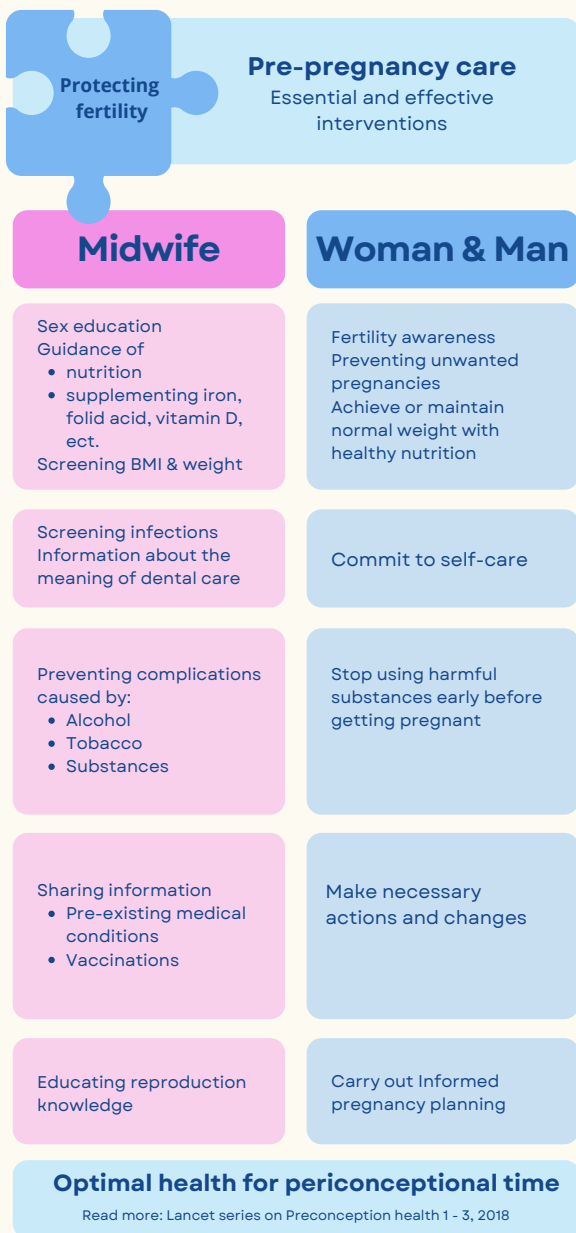 Protecting
fertility
Pre-pregnancy care
Essential and effective
interventions
Midwife
Woman & Man
Sex education
Guidance of
• nutrition
• supplementing iron,
folid acid, vitamin D,
ect.
Screening BMI & weight
Fertility awareness
Preventing unwanted
pregnancies
Achieve or maintain
normal weight with
healthy nutrition
Screening infections
Information about the
meaning of dental care
Commit to self-care
Preventing complications
caused by:
• Alcohol
• Tobacco
• Substances
Stop using harmful
substances early before
getting pregnant
Sharing information
• Pre-existing medical
conditions
• Vaccinations
Make necessary
actions and changes
Educating reproduction
knowledge
Carry out Informed
pregnancy planning
Optimal health for periconceptional time
Read more: Lancet series on Preconception health 1 - 3, 2018